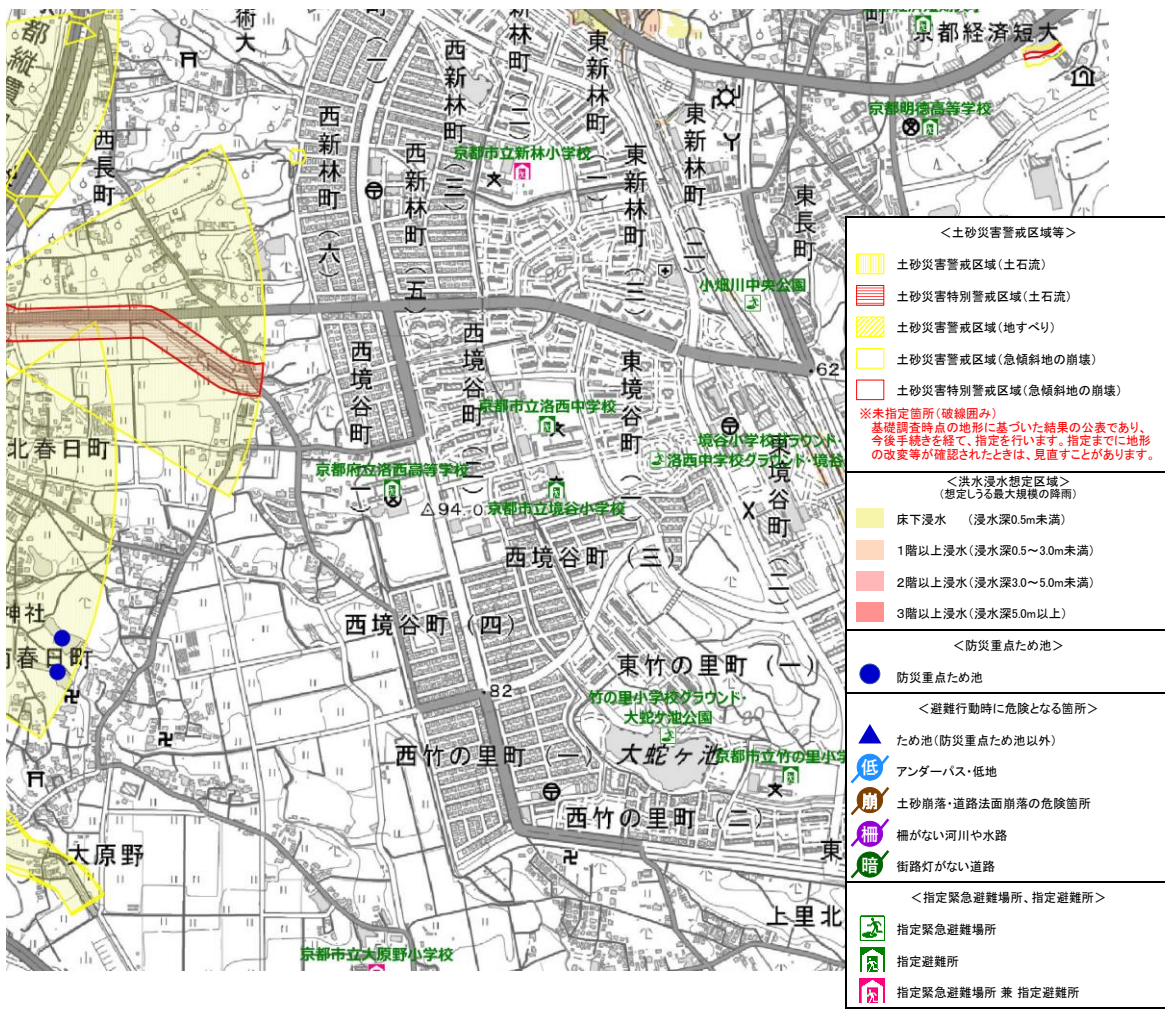 都縦貫
術大
西長町
西新林町(六)
(一)
西新林町(三)
西新林町(五)
新林町(二)
東新林町(一)
東新林町(三)
東新林町(二)
東長町
京都経済短大
京都明徳高等学校
京都市立新林小学校
小畑川中央公園
62
西境谷町(一)
西境谷町(二)
東境谷町(一)
東境谷町(二)
京都市立洛西中学校
境谷小学校グラウンド・
洛西中学校グラウンド・境谷
北春日町
京都府立洛西高等学校
94.0
京都市立境谷小学校
西境谷町(三)
神社
南春日町
西境谷町(四)
東竹の里町(一)
82
竹の里小学校グラウンド・
大蛇ケ池公園
西竹の里町(一)
大蛇ケ池
京都市立竹の里小学
西竹の里町(二)
東
大原野
上里北
京都市立大原野小学校
<土砂災害警戒区域等>
土砂災害警戒区域(土石流)
土砂災害特別警戒区域(土石流)
土砂災害警戒区域(地すべり)
土砂災害警戒区域(急傾斜地の崩壊)
土砂災害特別警戒区域(急傾斜地の崩壊)
※未指定箇所(破線囲み)
基礎調査時点の地形に基づいた結果の公表であり、
今後手続きを経て、指定を行います。指定までに地形
の改変等が確認されたときは、見直すことがあります。
<洪水浸水想定区域>
(想定しうる最大規模の降雨)
床下浸水 (浸水深0.5m未満)
1階以上浸水(浸水深0.5~3.0m未満)
2階以上浸水(浸水深3.0~5.0m未満)
3階以上浸水(浸水深5.0m以上)
<防災重点ため池>
防災重点ため池
<避難行動時に危険となる箇所>
ため池(防災重点ため池以外)
低 アンダーパス・低地
崩 土砂崩落・道路法面崩落の危険箇所
柵 柵がない河川や水路
暗 街路灯がない道路
<指定緊急避難場所、指定避難所>
指定緊急避難場所
指定避難所
指定緊急避難場所 兼 指定避難所